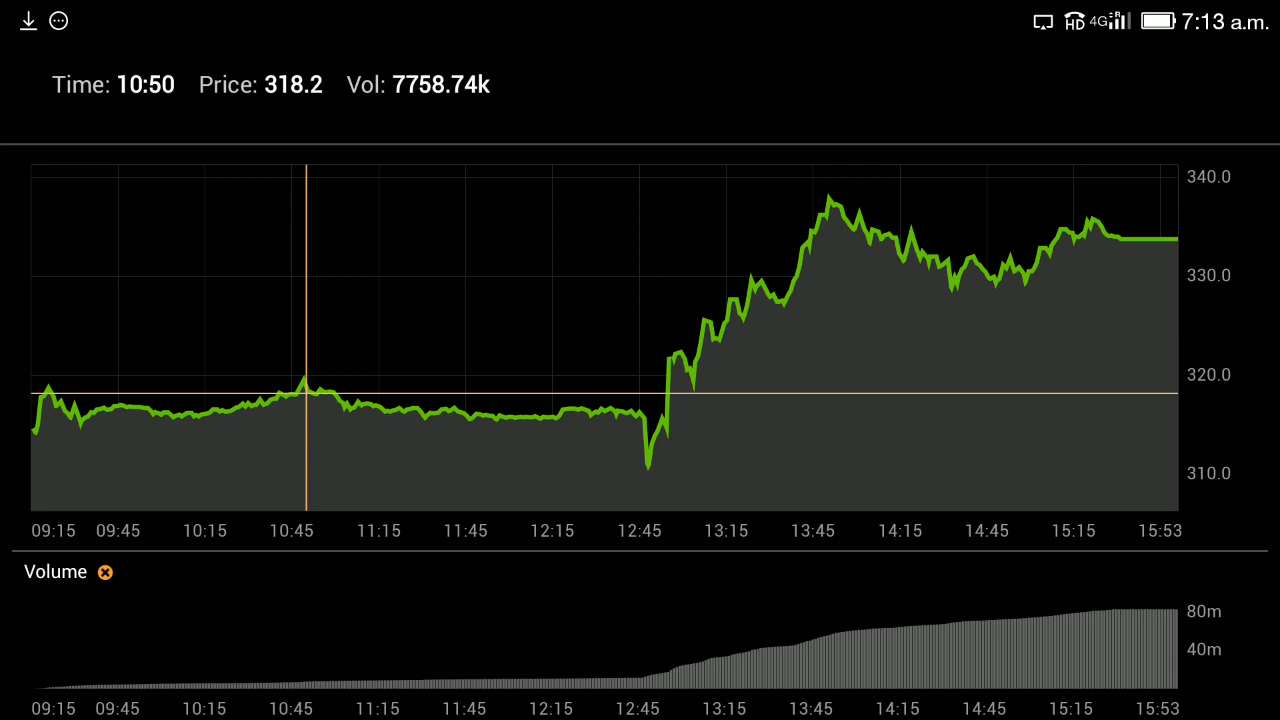 HD 4G R 7:13 a.m.
Time: 10:50 Price: 318.2 Vol: 7758.74k
340.0
330.0
320.0
310.0
09:15 09:45 10:15 10:45 11:15 11:45 12:15 12:45 13:15 13:45 14:15 14:45 15:15 15:53
Volume
80m
40m
09:15 09:45 10:15 10:45 11:15 11:45 12:15 12:45 13:15 13:45 14:15 14:45 15:15 15:53